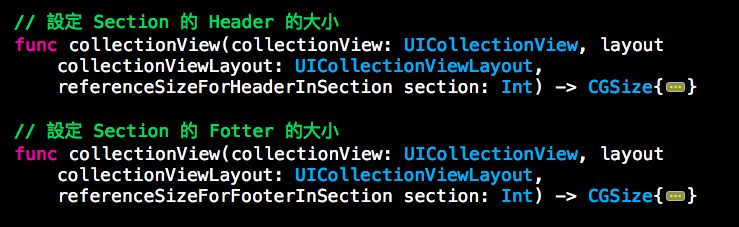 // 設定 Section 的 Header 的大小
func collectionView(collectionView: UICollectionView, layout
collectionViewLayout: UICollectionViewLayout,
referenceSizeForHeaderInSection section: Int) -> CGSize{•••}
// 設定 Section 的 Fotter 的大小
func collectionView(collectionView: UICollectionView, layout
collectionViewLayout: UICollectionViewLayout,
referenceSizeForFooterInSection section: Int) -> CGSize{•••}